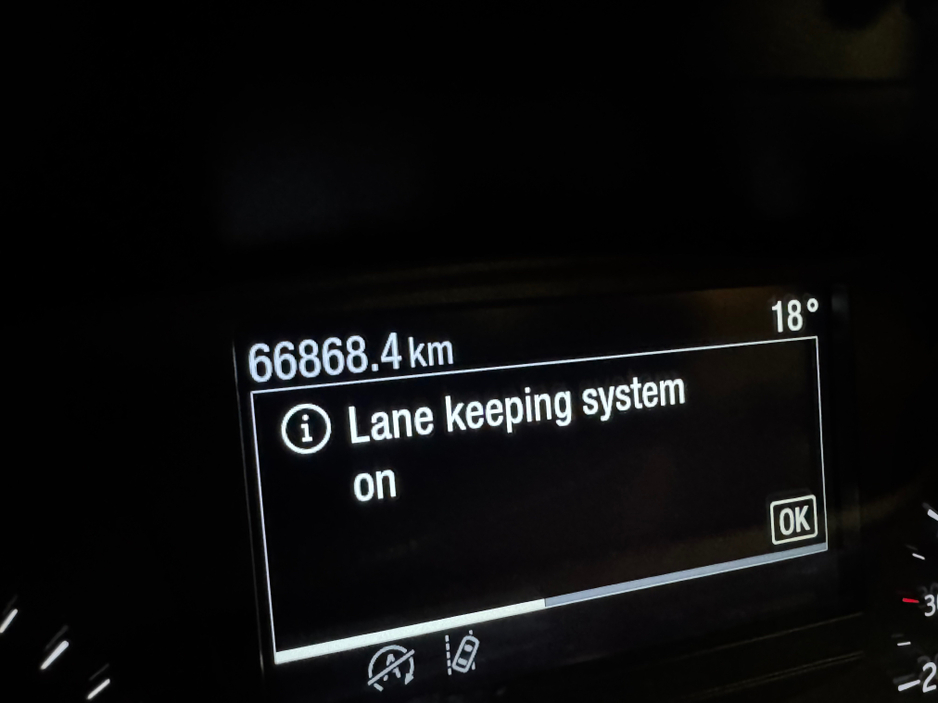 18°
66868.4 km
Lane keeping system
on
OK
A